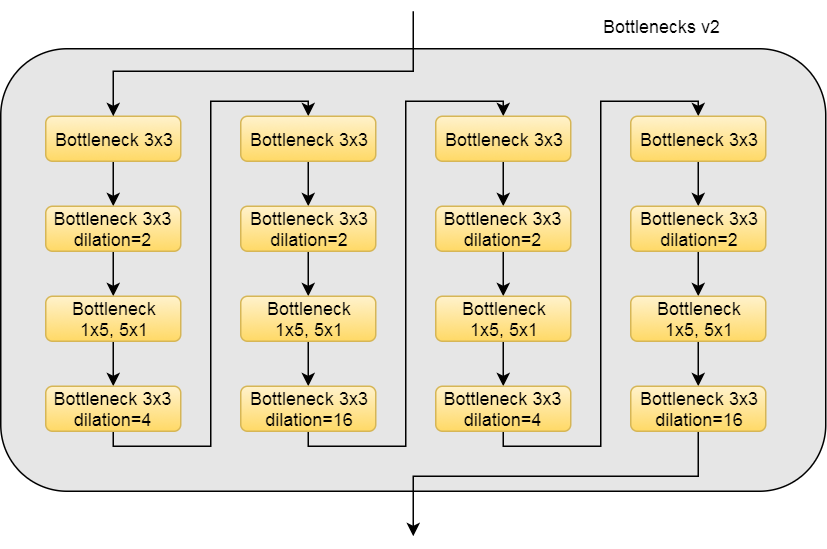 Bottlenecks v2
Bottleneck 3x3
Bottleneck 3x3
dilation=2
Bottleneck
1x5, 5x1
Bottleneck 3x3
dilation=4
Bottleneck 3x3
Bottleneck 3x3
dilation=2
Bottleneck
1x5, 5x1
Bottleneck 3x3
dilation=16
Bottleneck 3x3
Bottleneck 3x3
dilation=2
Bottleneck
1x5, 5x1
Bottleneck 3x3
dilation=4
Bottleneck 3x3
Bottleneck 3x3
dilation=2
Bottleneck
1x5, 5x1
Bottleneck 3x3
dilation=16